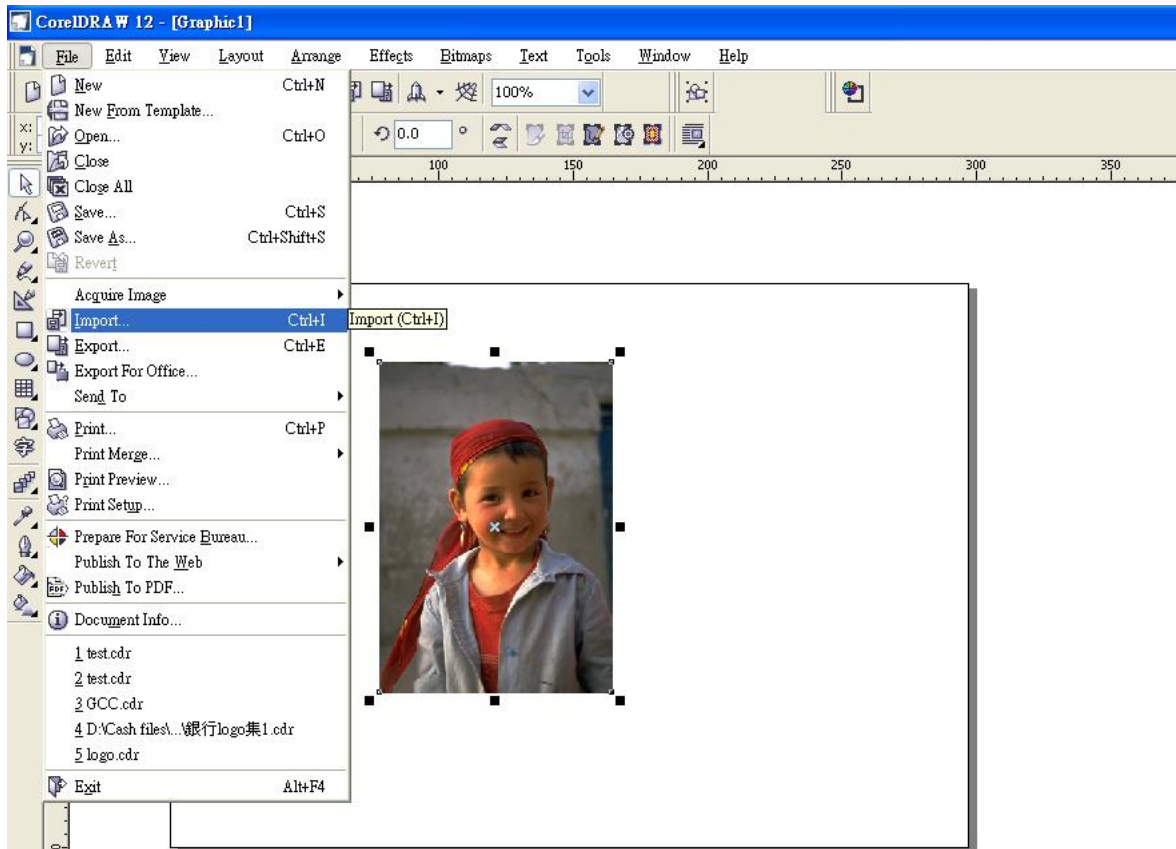 CorelDRAW 12 - [Graphic1]
File Edit View Layout Arrange Effects Bitmaps Text Tools Window Help
100%
x:
y:
0.0 °
100 150 200 250 300 350
New Ctrl+N
New From Template...
Open... Ctrl+O
Close
Close All
Save... Ctrl+S
Save As... Ctrl+Shift+S
Revert
Acquire Image
Import... Ctrl+I
Import (Ctrl+I)
Export... Ctrl+E
Export For Office...
Send To
Print... Ctrl+P
Print Merge...
Print Preview...
Print Setup...
Prepare For Service Bureau...
Publish To The Web
PDF
Publish To PDF...
Document Info...
1 test.cdr
2 test.cdr
3 GCC.cdr
4 D:\Cash files\...\銀行logo集1.cdr
5 logo.cdr
Exit Alt+F4
字